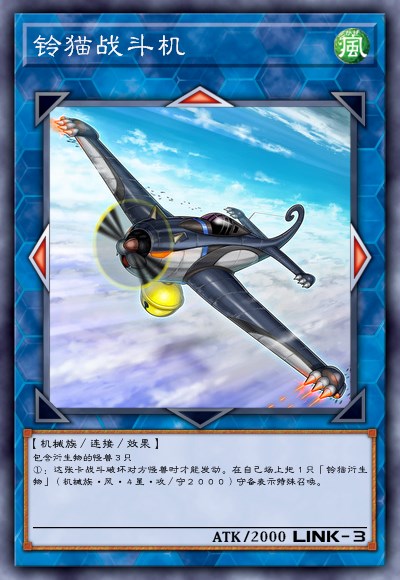 铃猫战斗机
風
【机械族／连接／效果】
包含衍生物的怪兽3只
①：这张卡战斗破坏对方怪兽时才能发动。在自己场上把1只「铃猫衍生
物」（机械族·风·4星·攻／守2000）守备表示特殊召唤。
ATK/2000 LINK-3